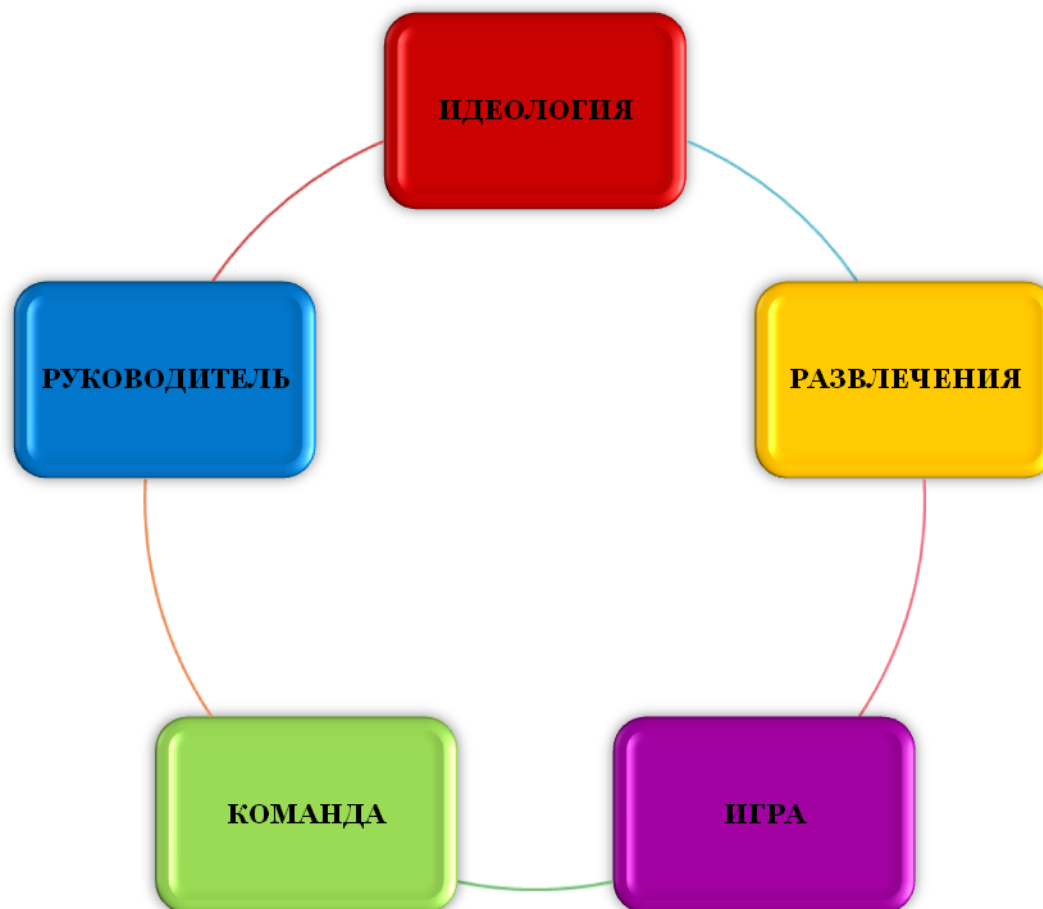 ИДЕОЛОГИЯ
РУКОВОДИТЕЛЬ
РАЗВЛЕЧЕНИЯ
КОМАНДА
ИГРА